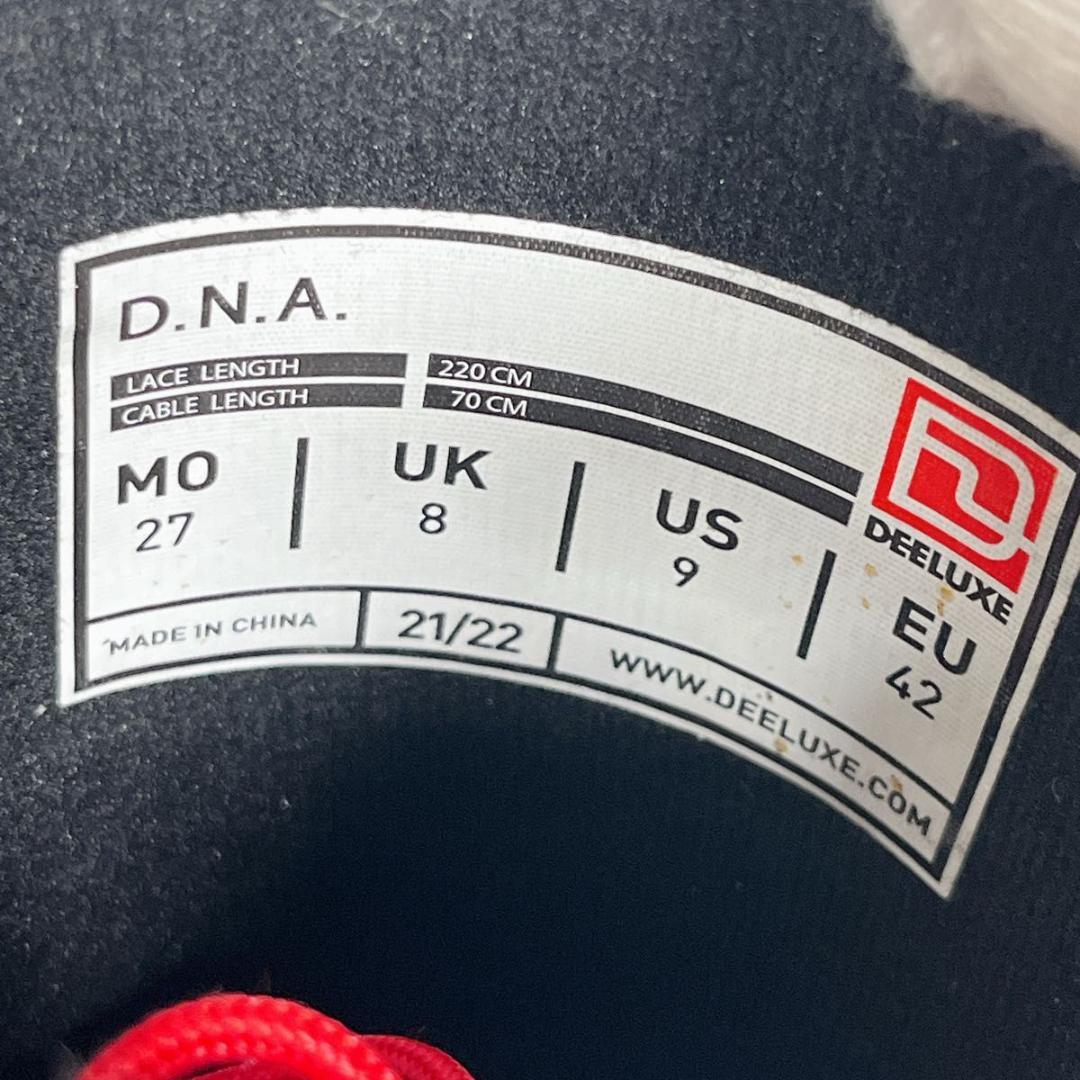 D.N.A.
LACE LENGTH 220 CM
CABLE LENGTH 70 CM
DEELUXE
MO UK US EU
27 8 9 42
MADE IN CHINA 21/22 WWW.DEELUXE.COM